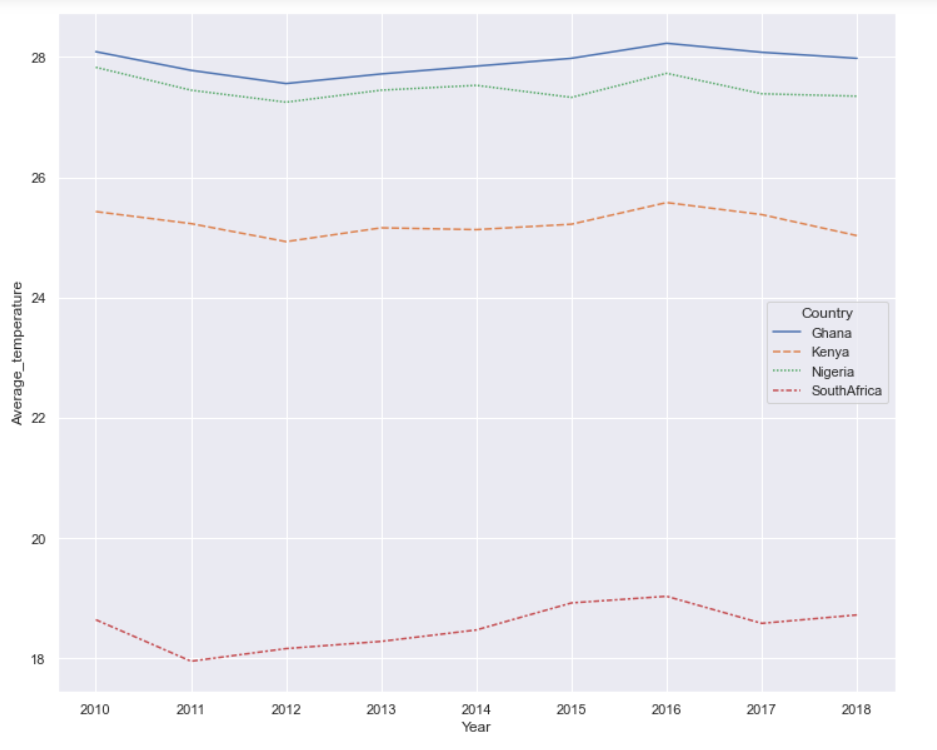 28
26
24
22
20
18
Average_temperature
Country
Ghana
Kenya
Nigeria
SouthAfrica
2010 2011 2012 2013 2014 2015 2016 2017 2018
Year